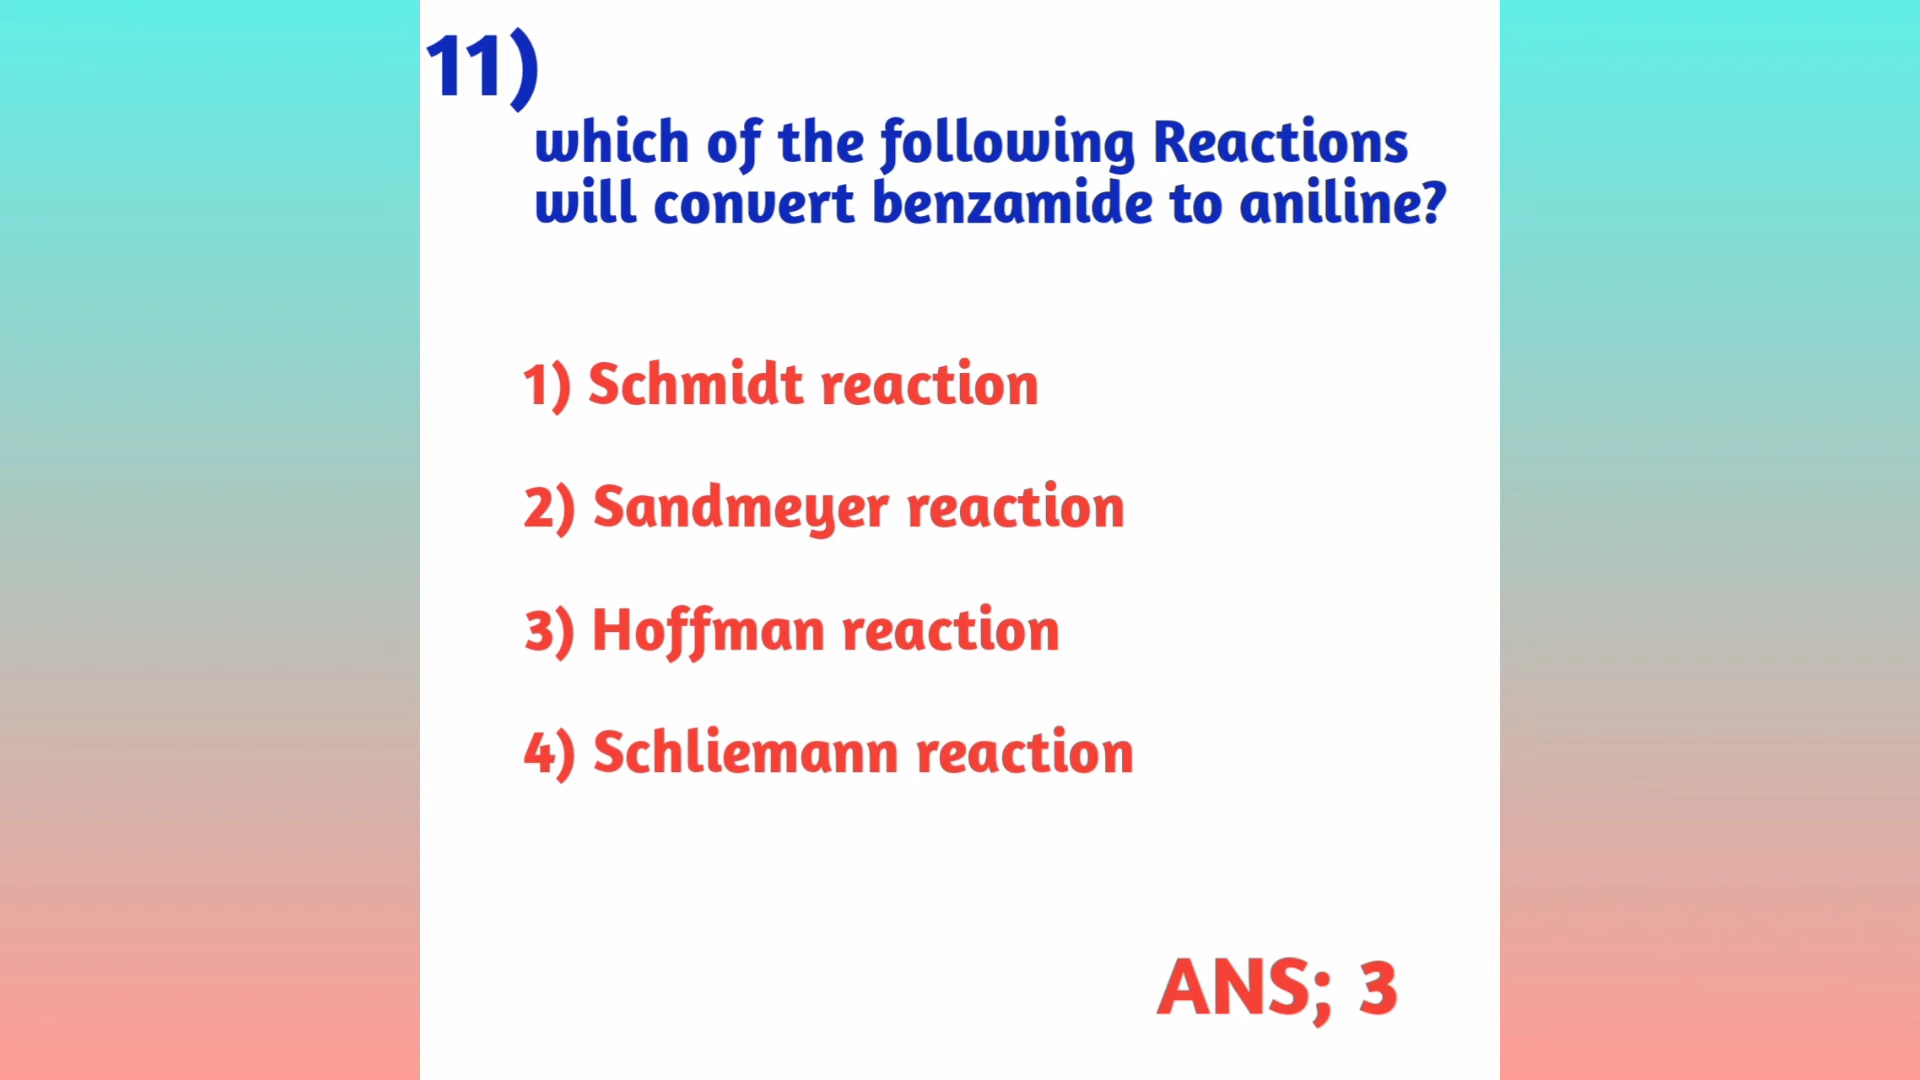 11)
which of the following Reactions
will convert benzamide to aniline?
1) Schmidt reaction
2) Sandmeyer reaction
3) Hoffman reaction
4) Schliemann reaction
ANS; 3